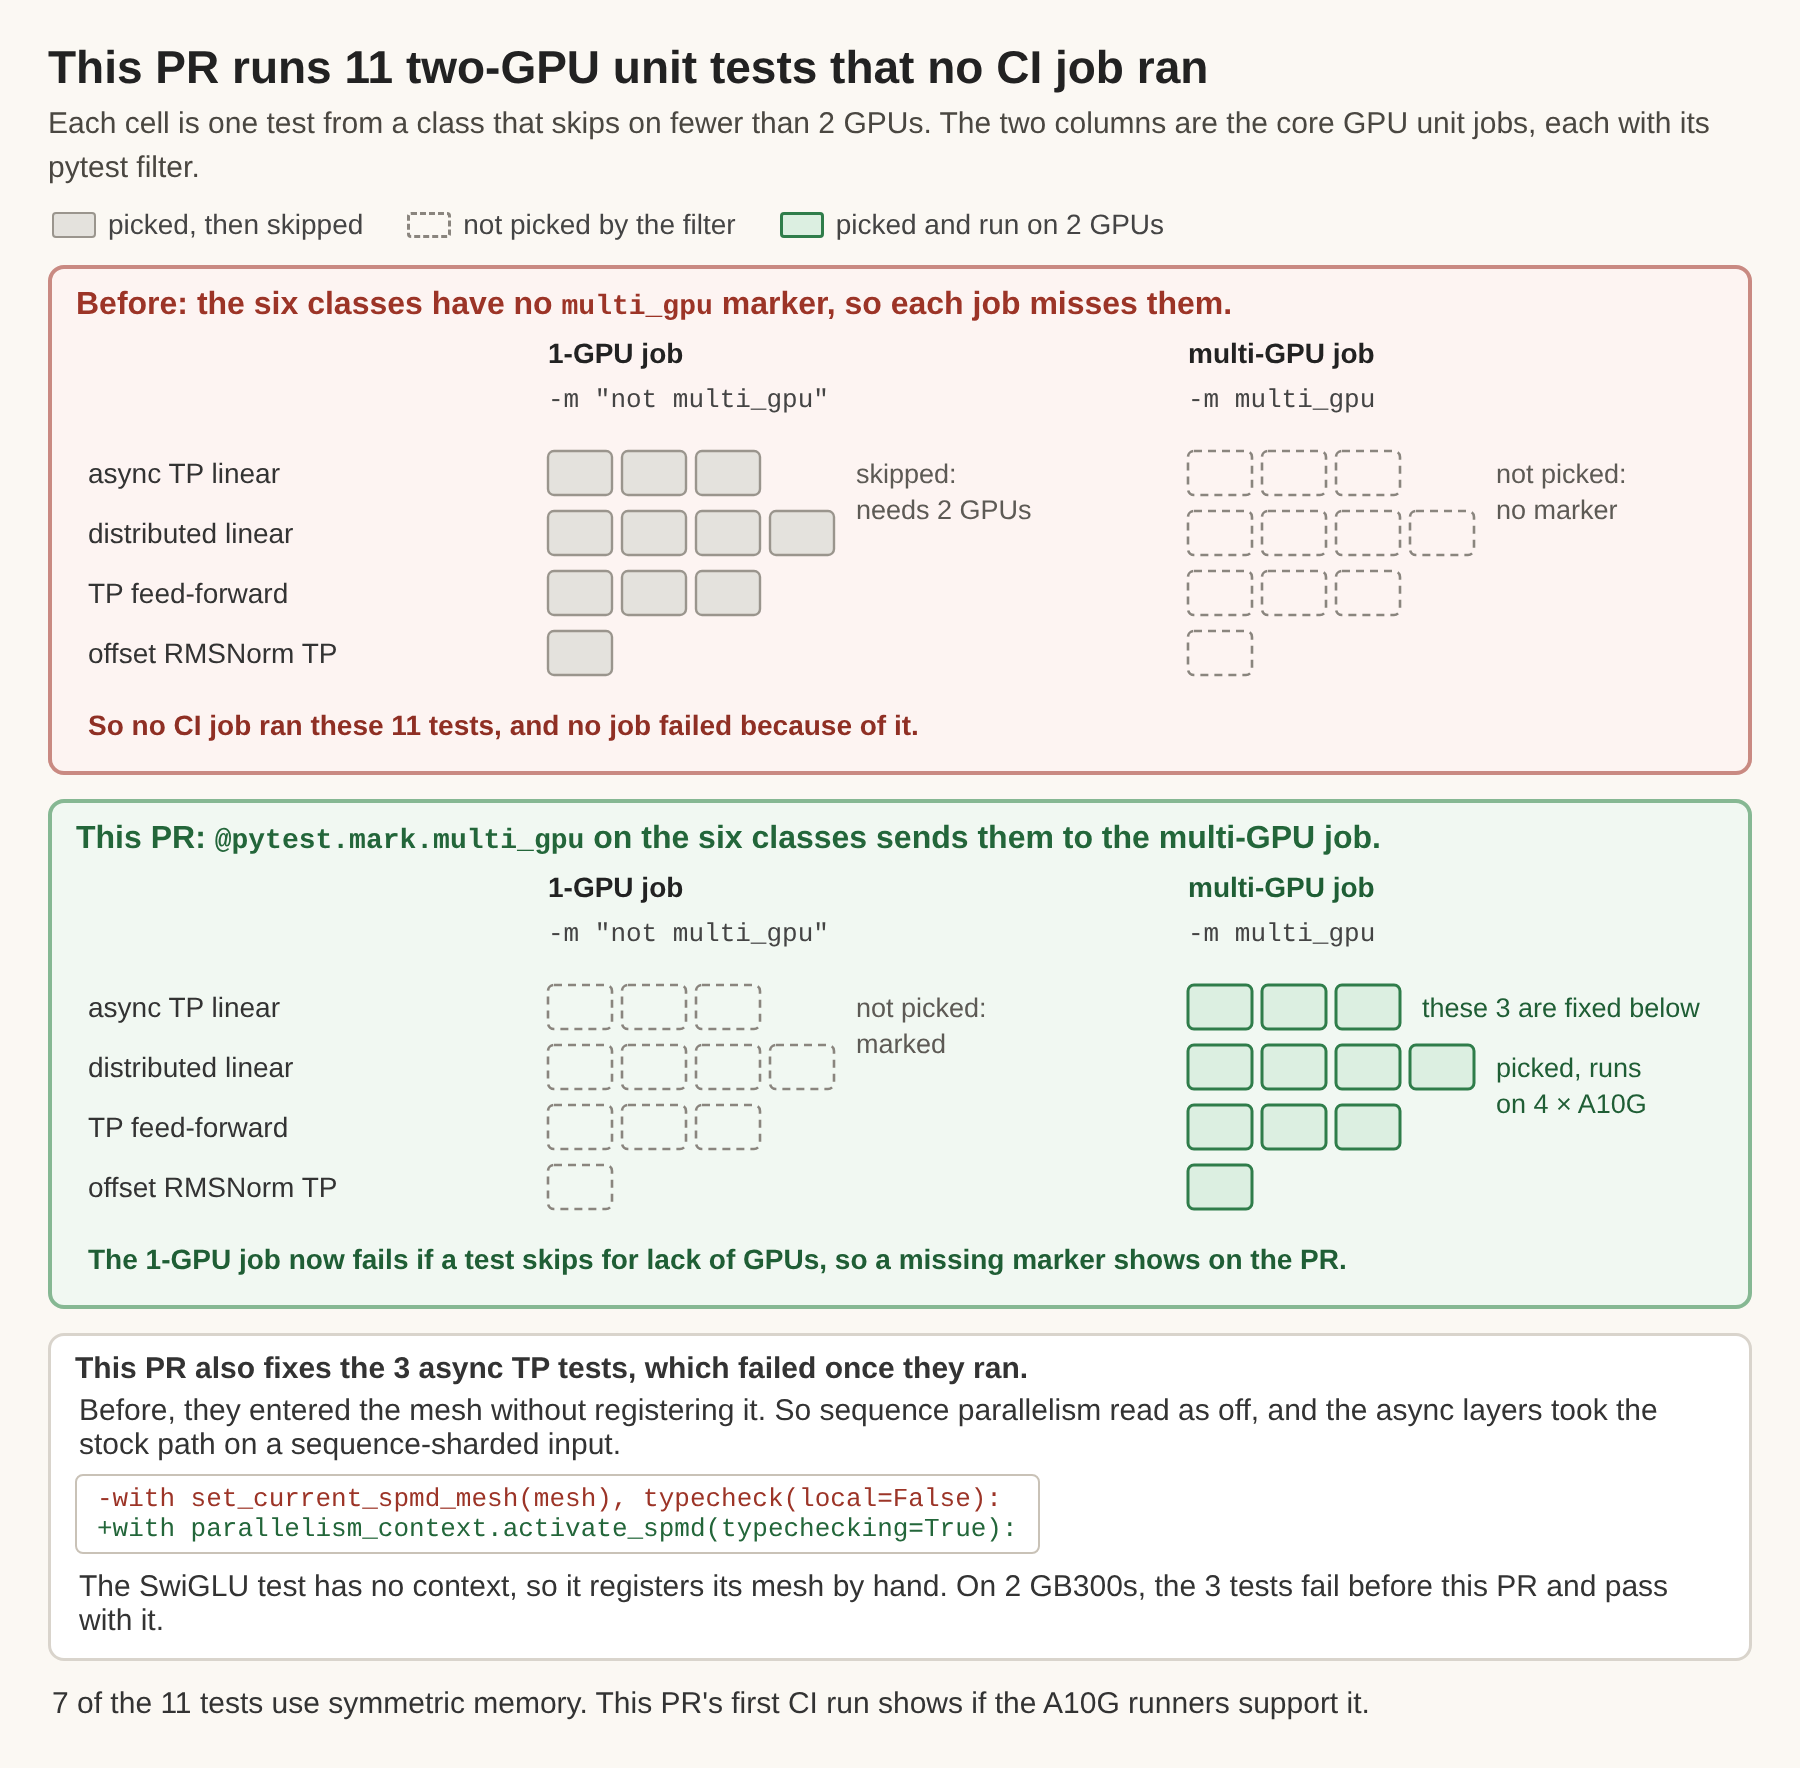 This PR runs 11 two-GPU unit tests that no CI job ran
Each cell is one test from a class that skips on fewer than 2 GPUs. The two columns are the core GPU unit jobs, each with its
pytest filter.
picked, then skipped
not picked by the filter
picked and run on 2 GPUs
Before: the six classes have no multi_gpu marker, so each job misses them.
1-GPU job
multi-GPU job
-m "not multi_gpu"
-m multi_gpu
async TP linear
skipped:
needs 2 GPUs
not picked:
no marker
distributed linear
TP feed-forward
offset RMSNorm TP
So no CI job ran these 11 tests, and no job failed because of it.
This PR: @pytest.mark.multi_gpu on the six classes sends them to the multi-GPU job.
1-GPU job
multi-GPU job
-m "not multi_gpu"
-m multi_gpu
async TP linear
not picked:
marked
these 3 are fixed below
distributed linear
picked, runs
on 4 × A10G
TP feed-forward
offset RMSNorm TP
The 1-GPU job now fails if a test skips for lack of GPUs, so a missing marker shows on the PR.
This PR also fixes the 3 async TP tests, which failed once they ran.
Before, they entered the mesh without registering it. So sequence parallelism read as off, and the async layers took the
stock path on a sequence-sharded input.
-with set_current_spmd_mesh(mesh), typecheck(local=False):
+with parallelism_context.activate_spmd(typechecking=True):
The SwiGLU test has no context, so it registers its mesh by hand. On 2 GB300s, the 3 tests fail before this PR and pass
with it.
7 of the 11 tests use symmetric memory. This PR's first CI run shows if the A10G runners support it.